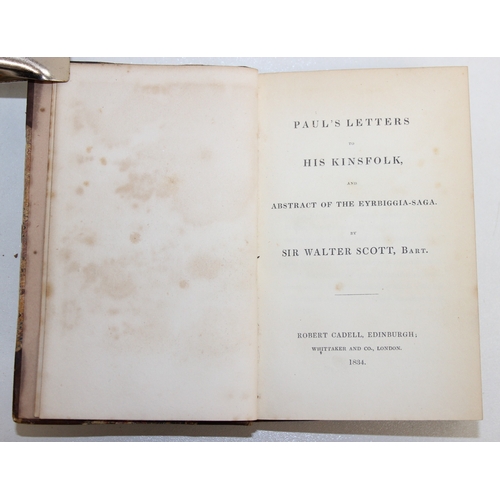 PAUL'S LETTERS
TO
HIS KINSFOLK,
AND
ABSTRACT OF THE EYRBIGGIA-SAGA.
BY
SIR WALTER SCOTT, BART.
ROBERT CADELL, EDINBURGH;
WHITTAKER AND CO., LONDON.
1834.